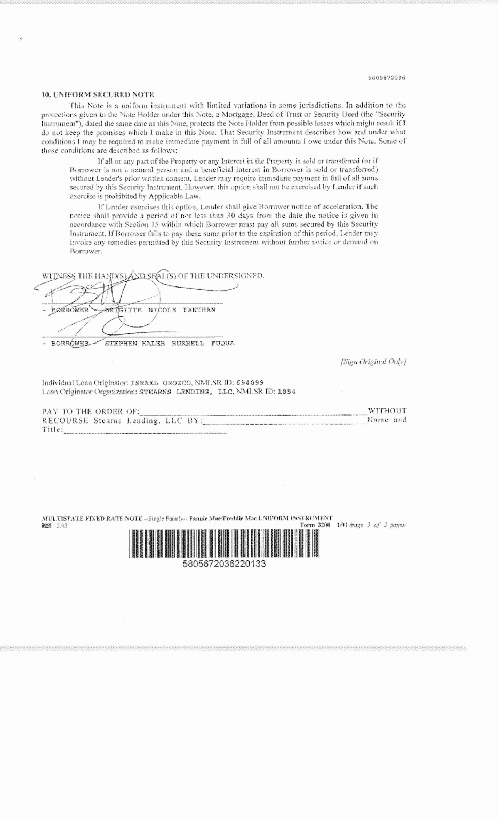 5805872036
10. UNIFORM SECURED NOTE
This Note is a uniform instrument with limited variations in some jurisdictions. In addition to the
protections given to the Note Holder under this Note, a Mortgage, Deed of Trust or Security Deed (the "Security
Instrument"), dated the same date as this Note, protects the Note Holder from possible losses which might result if I
do not keep the promises which I make in this Note. That Security Instrument describes how and under what
conditions I may be required to make immediate payment in full of all amounts I owe under this Note. Some of
those conditions are described as follows:
If all or any part of the Property or any Interest in the Property is sold or transferred (or if
Borrower is not a natural person and a beneficial interest in Borrower is sold or transferred)
without Lender's prior written consent, Lender may require immediate payment in full of all sums
secured by this Security Instrument. However, this option shall not be exercised by Lender if such
exercise is prohibited by Applicable Law.
If Lender exercises this option, Lender shall give Borrower notice of acceleration. The
notice shall provide a period of not less than 30 days from the date the notice is given in
accordance with Section 15 within which Borrower must pay all sums secured by this Security
Instrument. If Borrower fails to pay these sums prior to the expiration of this period, Lender may
invoke any remedies permitted by this Security Instrument without further notice or demand on
Borrower.
WITNESS THE HAND(S) AND SEAL(S) OF THE UNDERSIGNED.
- BORROWER - BRIGITTE NICOLE
- BORROWER - STEPHEN BURRELL FUQUA
[Sign Original Only]
Individual Loan Originator: ISRAEL OROZCO, NMLSR ID:
Loan Originator Organization: STEARNS LENDING, LLC, NMLSR ID: 1854
PAY TO THE ORDER OF: WITHOUT
RECOURSE Stearns Lending, LLC BY: Name and
Title:
MULTISTATE FIXED RATE NOTE--Single Family--Fannie Mae/Freddie Mac UNIFORM INSTRUMENT
Form 3200 1/01 (page 3 of 3 pages)
5805872036220133